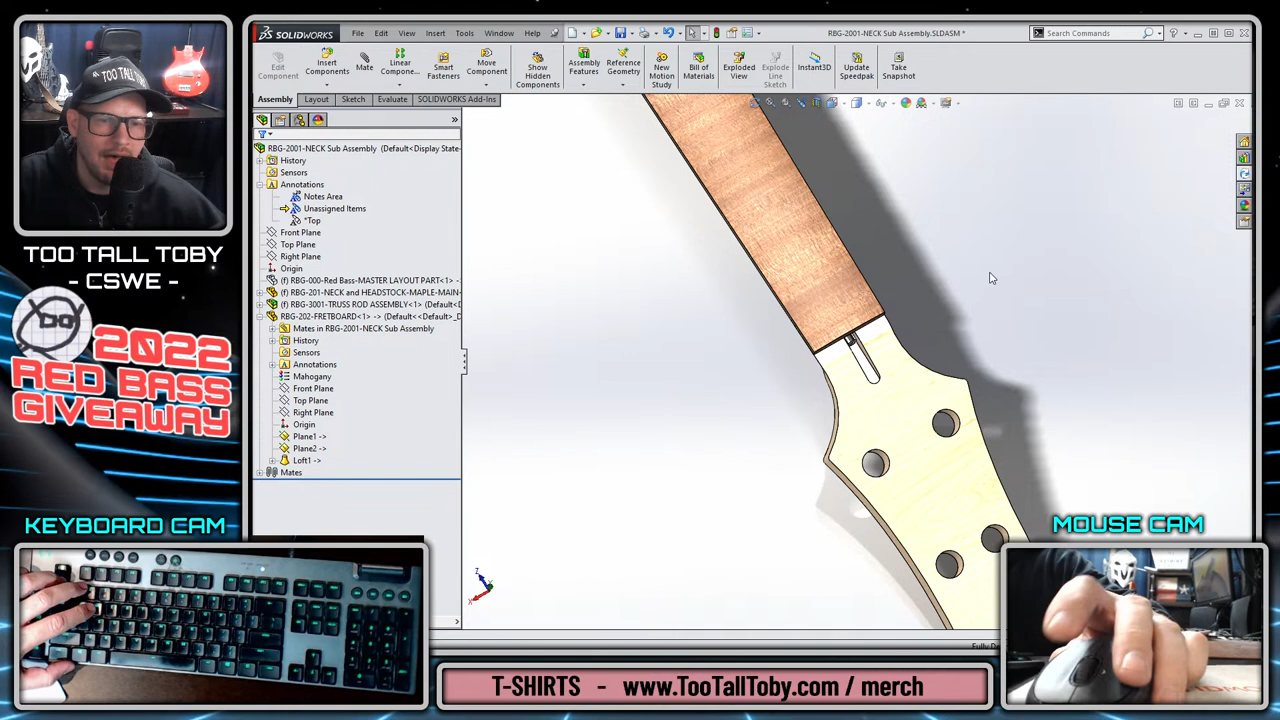 TOO TALL TOBY
- CSWE -
2022
RED BASS
GIVEAWAY
KEYBOARD CAM
SOLIDWORKS
File
Edit
View
Insert
Tools
Window
Help
RBG-2001-NECK Sub Assembly.SLDASM *
Search Commands
Edit
Component
Insert
Components
Mate
Linear
Compone...
Smart
Fasteners
Move
Component
Show
Hidden
Components
Assembly
Features
Reference
Geometry
New
Motion
Study
Bill of
Materials
Exploded
View
Explode
Line
Sketch
Instant3D
Update
Speedpak
Take
Snapshot
Assembly
Layout
Sketch
Evaluate
SOLIDWORKS Add-Ins
RBG-2001-NECK Sub Assembly (Default<Display State-
History
Sensors
Annotations
Notes Area
Unassigned Items
*Top
Front Plane
Top Plane
Right Plane
Origin
(f) RBG-000-Red Bass-MASTER LAYOUT PART<1> -
(f) RBG-201-NECK and HEADSTOCK-MAPLE-MAIN-
(f) RBG-3001-TRUSS ROD ASSEMBLY<1> (Default<D
RBG-202-FRETBOARD<1> -> (Default<<Default>_D
Mates in RBG-2001-NECK Sub Assembly
History
Sensors
Annotations
Mahogany
Front Plane
Top Plane
Right Plane
Origin
Plane1 ->
Plane2 ->
Loft1 ->
Mates
Z
X
MOUSE CAM
T-SHIRTS - www.TooTallToby.com / merch